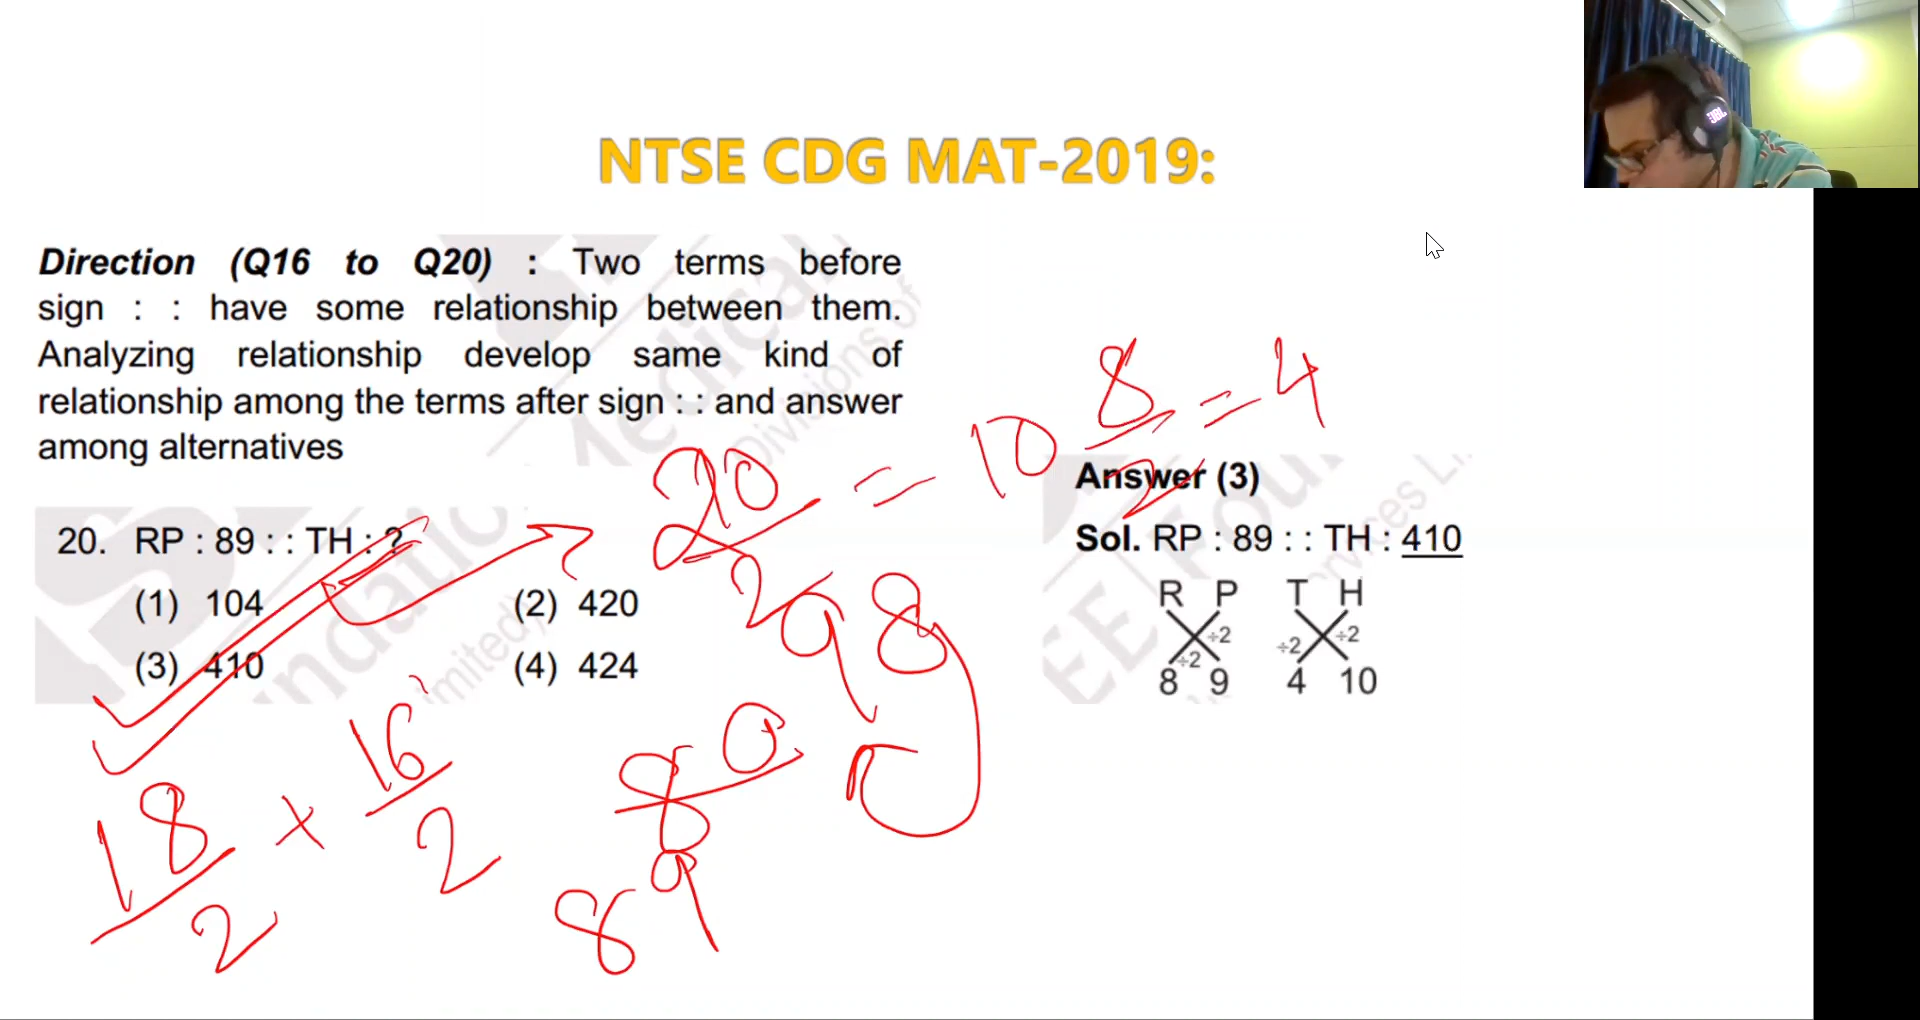 NTSE CDG MAT-2019:
Direction (Q16 to Q20) : Two terms before
sign : : have some relationship between them.
Analyzing relationship develop same kind of
relationship among the terms after sign : : and answer
among alternatives
20. RP : 89 : : TH : ?
(1) 104 (2) 420
(3) 410 (4) 424
20/2 = 10
8/2 = 4
98
18/2 + 16/2
89
Answer (3)
Sol. RP : 89 : : TH : 410
R P T H
÷2 ÷2 ÷2 ÷2
8 9 4 10
JBL